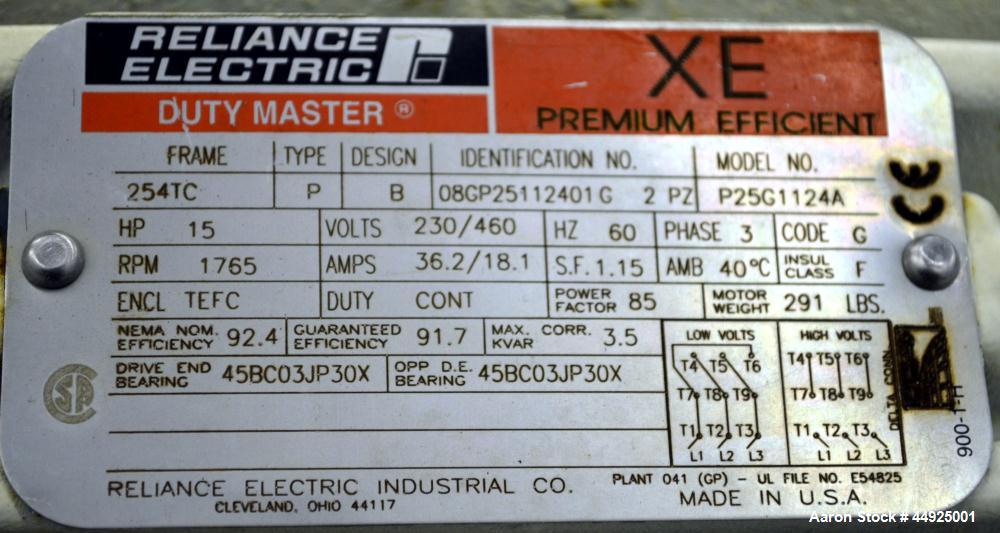 RELIANCE
ELECTRIC
XE
DUTY MASTER ®
PREMIUM EFFICIENT
FRAME TYPE DESIGN IDENTIFICATION NO. MODEL NO.
254TC P B 08GP25112401G 2 PZ P25G1124A
CE
HP 15 VOLTS 230/460 HZ 60 PHASE 3 CODE G
RPM 1765 AMPS 36.2/18.1 S.F. 1.15 AMB 40°C INSUL CLASS F
ENCL TEFC DUTY CONT POWER FACTOR 85 MOTOR WEIGHT 291 LBS.
NEMA NOM. EFFICIENCY 92.4 GUARANTEED EFFICIENCY 91.7 MAX. CORR. KVAR 3.5
DRIVE END BEARING 45BC03JP30X OPP D.E. BEARING 45BC03JP30X
LOW VOLTS HIGH VOLTS
T4 T5 T6 T4 T5 T6
T7 T8 T9 T7 T8 T9
T1 T2 T3 T1 T2 T3
L1 L2 L3 L1 L2 L3
DELTA CONN.
900-1-H
RELIANCE ELECTRIC INDUSTRIAL CO.
CLEVELAND, OHIO 44117
PLANT 041 (GP) - UL FILE NO. E54825
MADE IN U.S.A.
Aaron Stock # 44925001